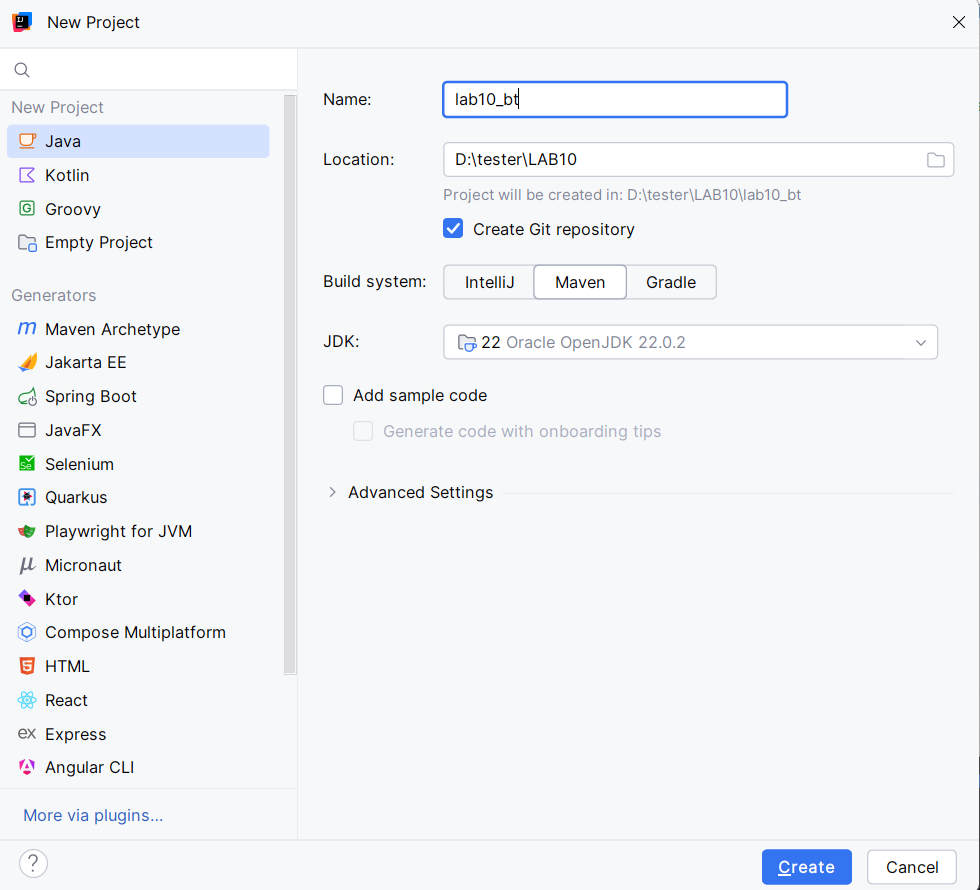 New Project
New Project
Java
Kotlin
Groovy
Empty Project
Generators
Maven Archetype
Jakarta EE
Spring Boot
JavaFX
Selenium
Quarkus
Playwright for JVM
Micronaut
Ktor
Compose Multiplatform
HTML
React
ex Express
Angular CLI
More via plugins...
Name: lab10_bt
Location: D:\tester\LAB10
Project will be created in: D:\tester\LAB10\lab10_bt
Create Git repository
Build system: IntelliJ Maven Gradle
JDK: 22 Oracle OpenJDK 22.0.2
Add sample code
Generate code with onboarding tips
Advanced Settings
? Create Cancel